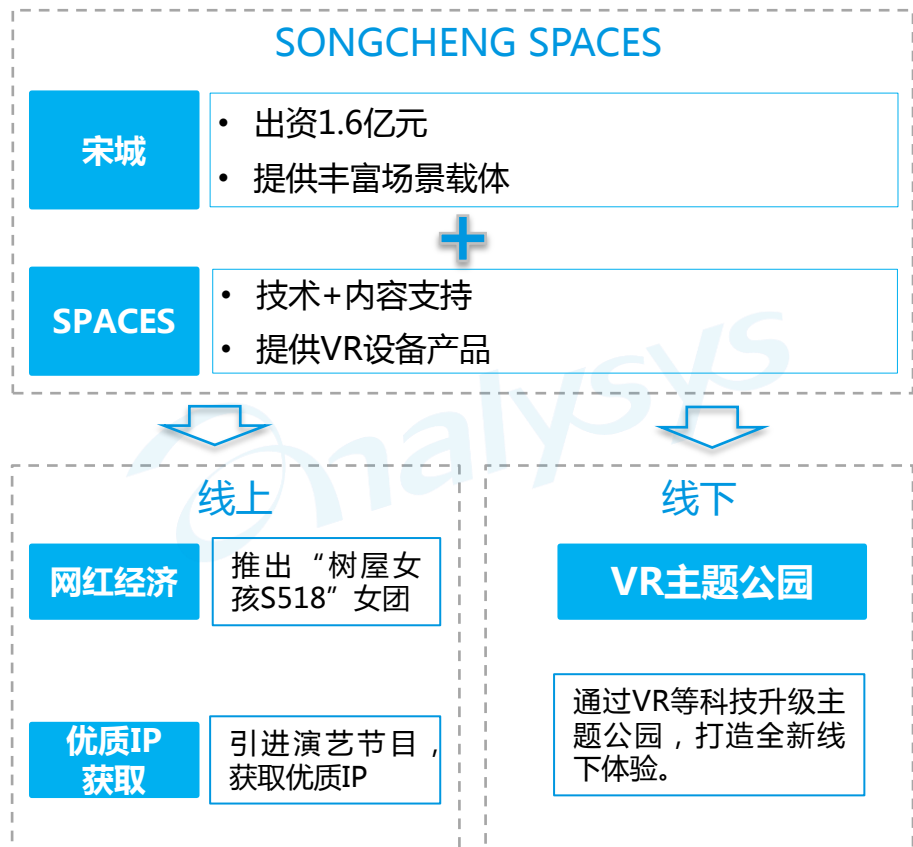 SONGCHENG SPACES
宋城
• 出资1.6亿元
• 提供丰富场景载体
SPACES
• 技术+内容支持
• 提供VR设备产品
analysys
线上
网红经济
推出“树屋女
孩S518”女团
优质IP
获取
引进演艺节目，
获取优质IP
线下
VR主题公园
通过VR等科技升级主
题公园，打造全新线
下体验。